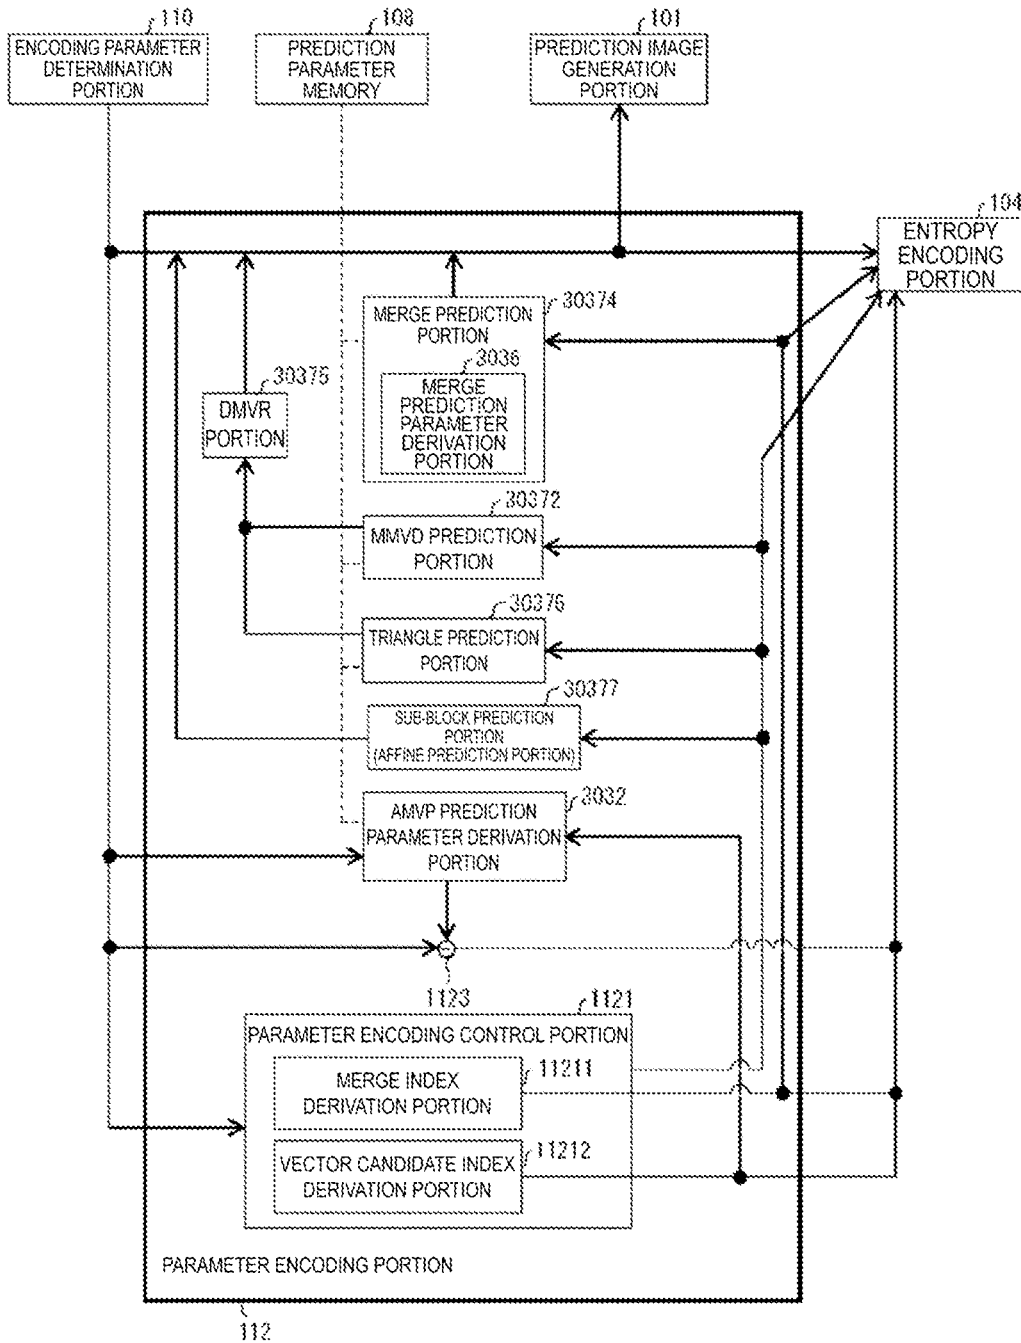 110
108
101
ENCODING PARAMETER
DETERMINATION
PORTION
PREDICTION
PARAMETER
MEMORY
PREDICTION IMAGE
GENERATION
PORTION
104
ENTROPY
ENCODING
PORTION
30374
MERGE PREDICTION
PORTION
3036
MERGE
PREDICTION
PARAMETER
DERIVATION
PORTION
30375
DMVR
PORTION
30372
MMVD PREDICTION
PORTION
30376
TRIANGLE PREDICTION
PORTION
30377
SUB-BLOCK PREDICTION
PORTION
(AFFINE PREDICTION PORTION)
3032
AMVP PREDICTION
PARAMETER DERIVATION
PORTION
1123
1121
PARAMETER ENCODING CONTROL PORTION
11211
MERGE INDEX
DERIVATION PORTION
11212
VECTOR CANDIDATE INDEX
DERIVATION PORTION
PARAMETER ENCODING PORTION
112